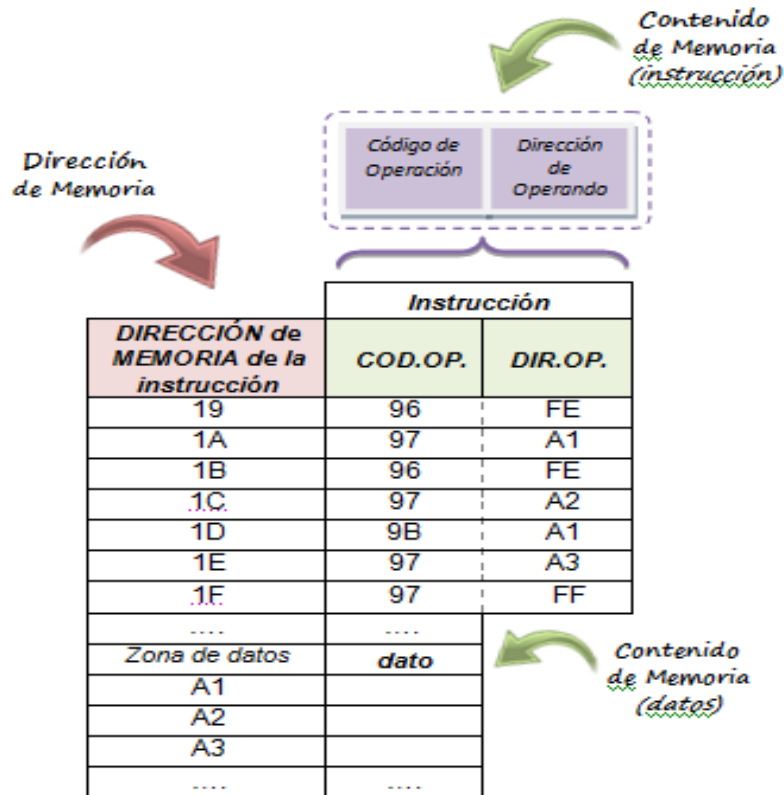 Contenido
de Memoria
(instrucción)
Código de
Operación
Dirección
de
Operando
Dirección
de Memoria
Instrucción
DIRECCIÓN de
MEMORIA de la
instrucción
COD.OP.
DIR.OP.
19 96 FE
1A 97 A1
1B 96 FE
1C 97 A2
1D 9B A1
1E 97 A3
1F 97 FF
.... ....
Zona de datos dato
A1
A2
A3
.... ....
Contenido
de Memoria
(datos)